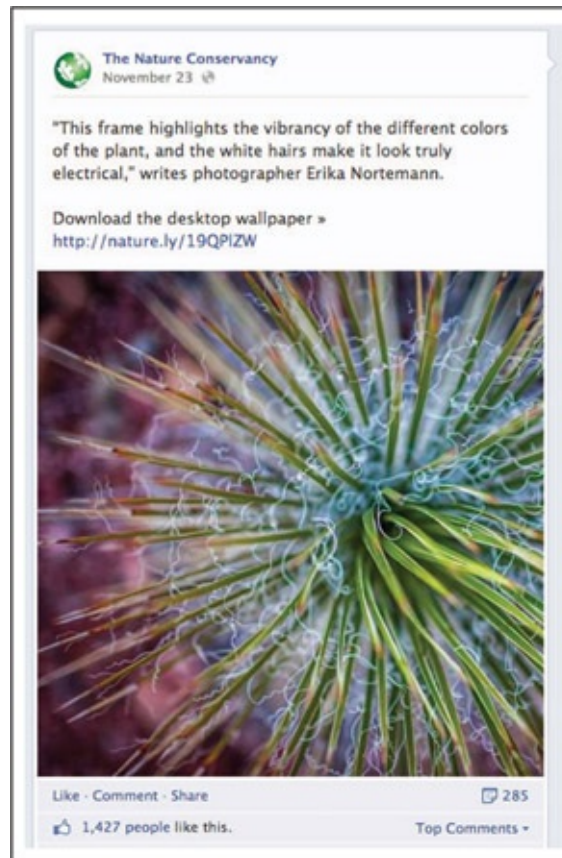 The Nature Conservancy
November 23
"This frame highlights the vibrancy of the different colors
of the plant, and the white hairs make it look truly
electrical," writes photographer Erika Nortemann.
Download the desktop wallpaper »
http://nature.ly/19QPlZW
Like · Comment · Share 285
1,427 people like this. Top Comments